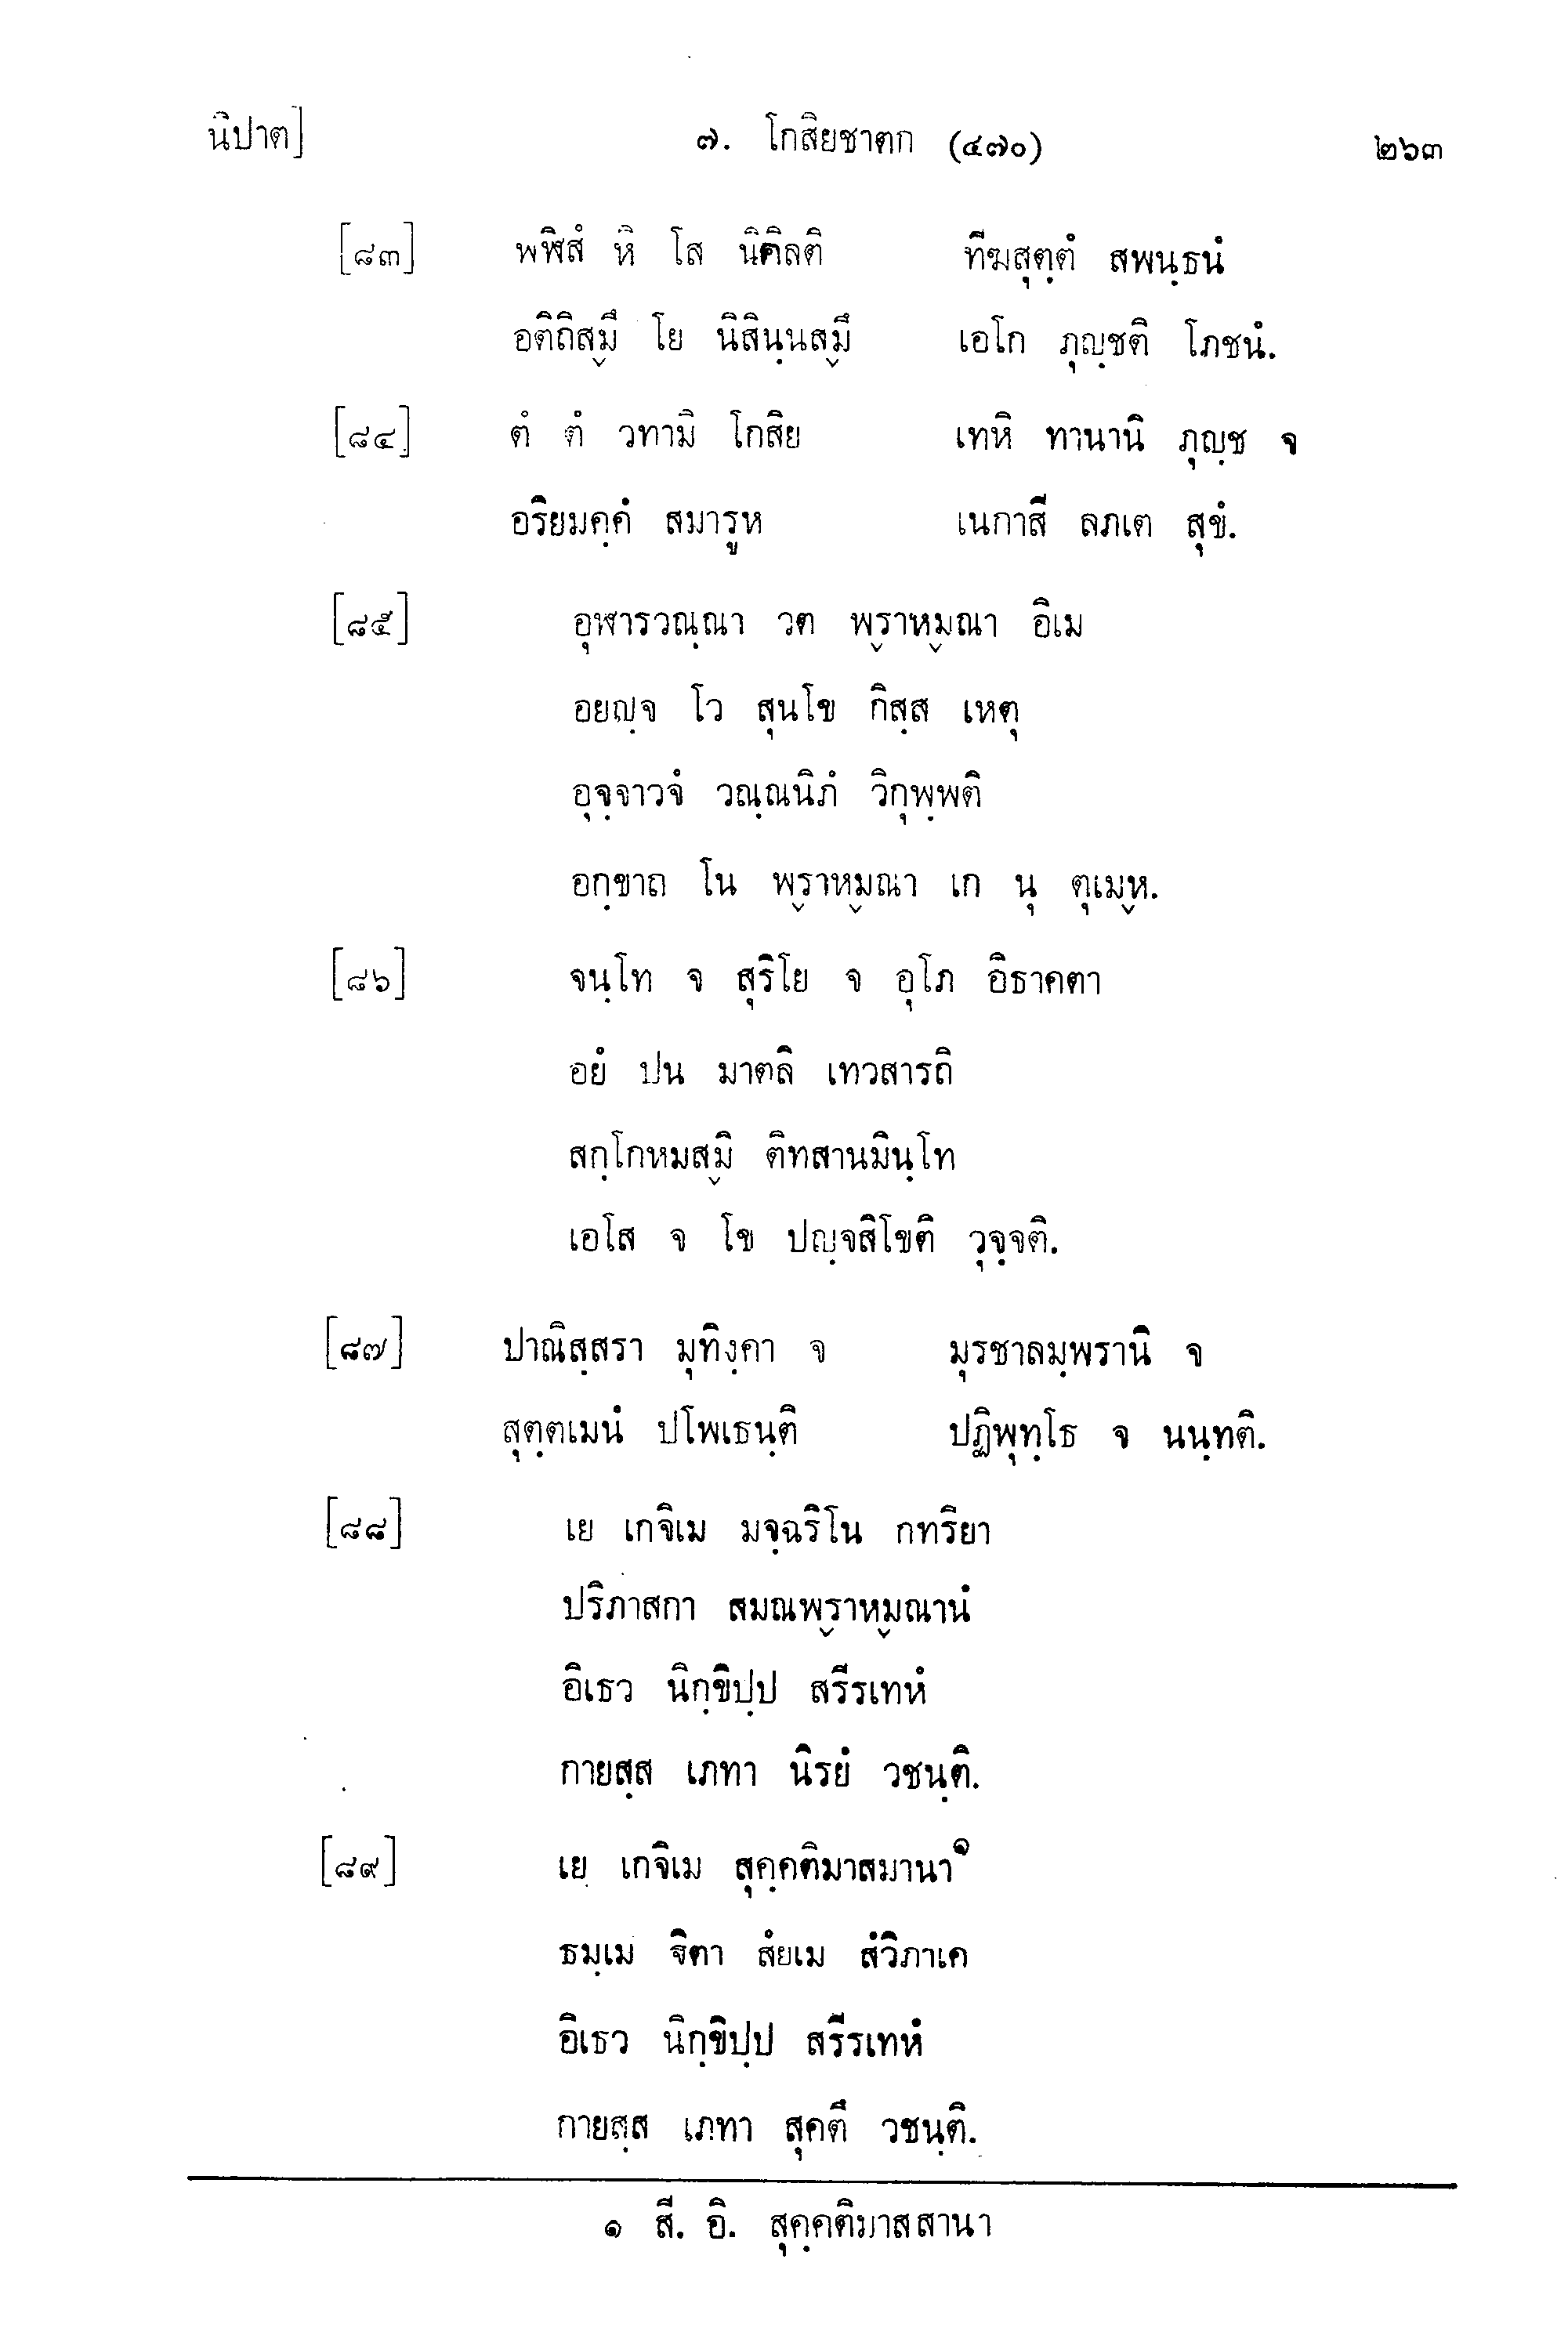 นิปาต] ๗. โกสิยชาตก (๔๗๐) ๒๖๓
[๘๓] พฬิสํ หิ โส นิคิลติ ทีฆสุตฺตํ สพนฺธนํ
อติถิสฺมึ โย นิสินฺนสฺมึ เอโก ภุญฺชติ โภชนํ.
[๘๔] ตํ ตํ วทามิ โกสิย เทหิ ทานานิ ภุญฺช จ
อริยมคฺคํ สมารูห เนกาสี ลภเต สุขํ.
[๘๕] อุฬารวณฺณา วต พฺราหฺมณา อิเม
อยญฺจ โว สุนโข กิสฺส เหตุ
อุจฺจาวจํ วณฺณนิภํ วิกุพฺพติ
อกฺขาถ โน พฺราหฺมณา เก นุ ตุเมฺห.
[๘๖] จนฺโท จ สุริโย จ อุโภ อิธาคตา
อยํ ปน มาตลิ เทวสารถิ
สกฺโกหมสฺมิ ติทสานมินฺโท
เอโส จ โข ปญฺจสิโขติ วุจฺจติ.
[๘๗] ปาณิสฺสรา มุทิงฺคา จ มุรชาลมฺพรานิ จ
สุตฺตเมนํ ปโพเธนฺติ ปฏิพุทฺโธ จ นนฺทติ.
[๘๘] เย เกจิเม มจฺฉริโน กทริยา
ปริภาสกา สมณพฺราหฺมณานํ
อิเธว นิกฺขิปฺป สรีรเทหํ
กายสฺส เภทา นิรยํ วชนฺติ.
[๘๙] เย เกจิเม สุคฺคติมาสมานา๑
ธมฺเม ฐิตา สํยเม สํวิภาเค
อิเธว นิกฺขิปฺป สรีรเทหํ
กายสฺส เภทา สุคตึ วชนฺติ.
๑ สี. อิ. สุคฺคติมาสสานา